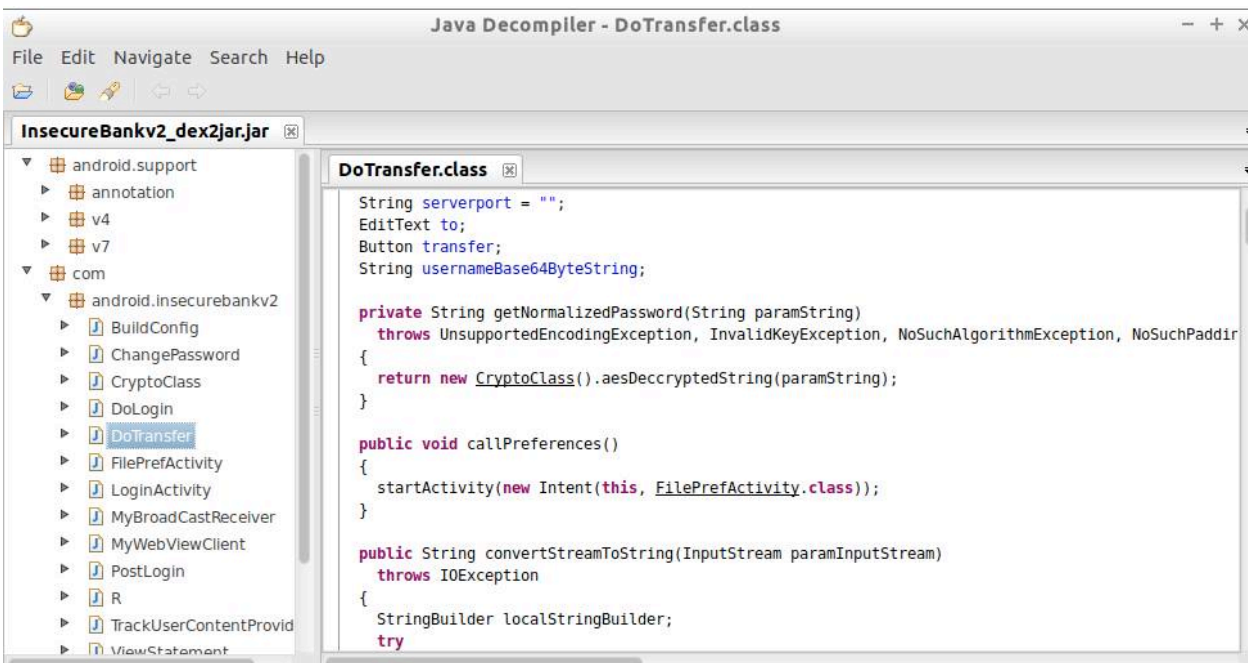 Java Decompiler - DoTransfer.class
File Edit Navigate Search Help
InsecureBankv2_dex2jar.jar
android.support
annotation
v4
v7
com
android.insecurebankv2
BuildConfig
ChangePassword
CryptoClass
DoLogin
DoTransfer
FilePrefActivity
LoginActivity
MyBroadCastReceiver
MyWebViewClient
PostLogin
R
TrackUserContentProvid
ViewStatement
DoTransfer.class
String serverport = "";
EditText to;
Button transfer;
String usernameBase64ByteString;
private String getNormalizedPassword(String paramString)
throws UnsupportedEncodingException, InvalidKeyException, NoSuchAlgorithmException, NoSuchPaddin
{
return new CryptoClass().aesDeccryptedString(paramString);
}
public void callPreferences()
{
startActivity(new Intent(this, FilePrefActivity.class));
}
public String convertStreamToString(InputStream paramInputStream)
throws IOException
{
StringBuilder localStringBuilder;
try